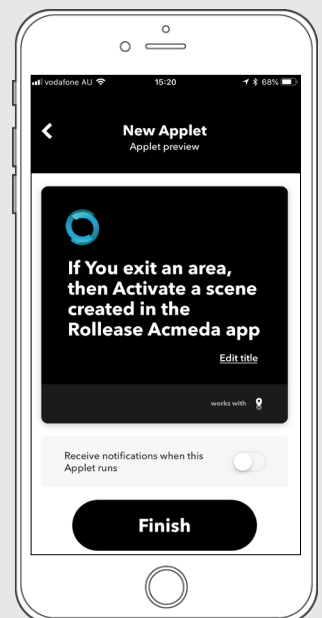 vodafone AU 15:20 68%
New Applet
Applet preview
If You exit an area,
then Activate a scene
created in the
Rollease Acmeda app
Edit title
works with
Receive notifications when this
Applet runs
Finish